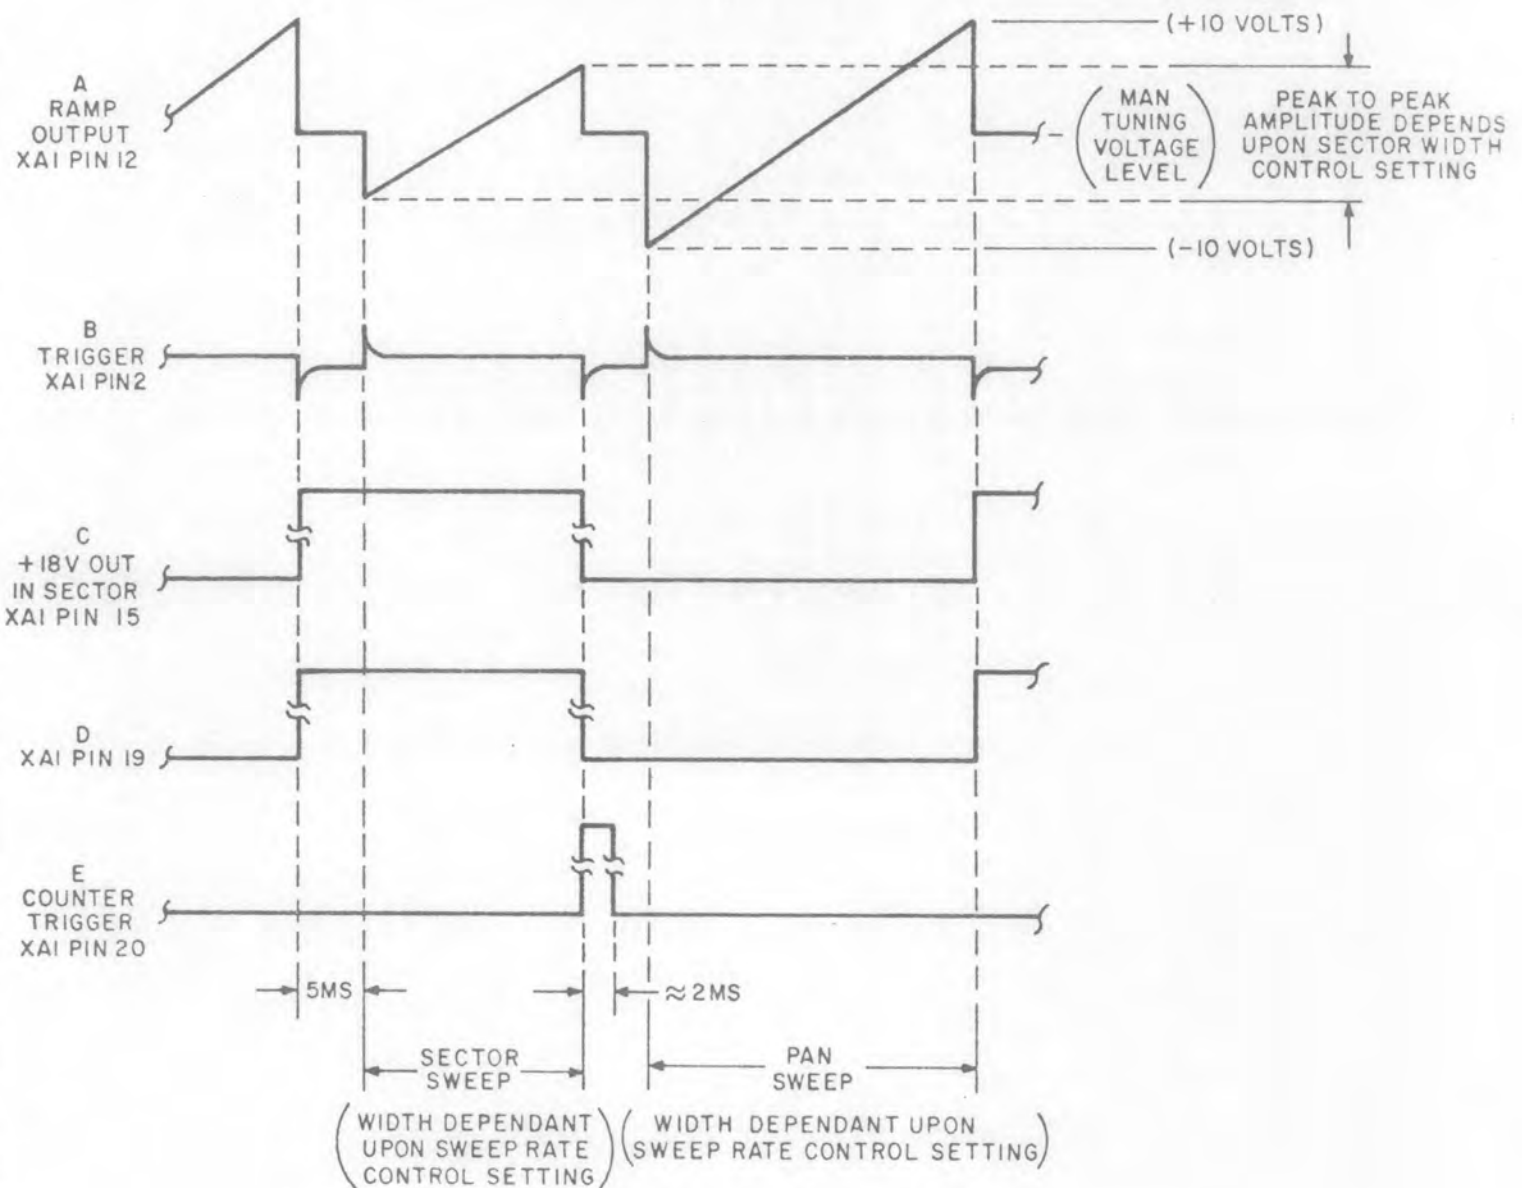 (+10 VOLTS)
A
RAMP
OUTPUT
XA1 PIN 12
- (MAN
TUNING
VOLTAGE
LEVEL)
PEAK TO PEAK
AMPLITUDE DEPENDS
UPON SECTOR WIDTH
CONTROL SETTING
(-10 VOLTS)
B
TRIGGER
XA1 PIN2
C
+18V OUT
IN SECTOR
XA1 PIN 15
D
XA1 PIN 19
E
COUNTER
TRIGGER
XA1 PIN 20
5MS
≈2MS
SECTOR
SWEEP
PAN
SWEEP
(WIDTH DEPENDANT
UPON SWEEP RATE
CONTROL SETTING)
(WIDTH DEPENDANT UPON
SWEEP RATE CONTROL SETTING)